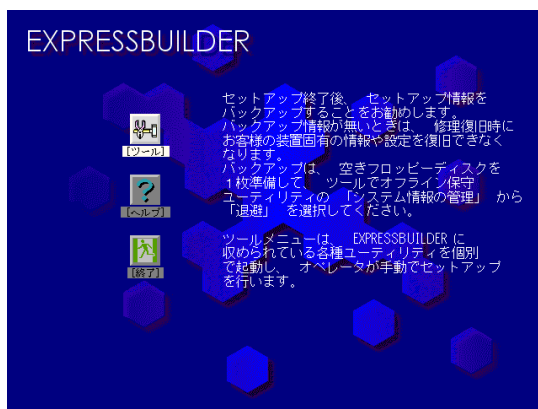 EXPRESSBUILDER
セットアップ終了後、 セットアップ情報を
バックアップすることをお勧めします。
バックアップ情報が無いときは、 修理復旧時に
お客様の装置固有の情報や設定を復旧できなく
なります。
バックアップは、 空きフロッピーディスクを
1枚準備して、 ツールでオフライン保守
ユーティリティの 「システム情報の管理」 から
「退避」 を選択してください。
[ツール]
[ヘルプ]
ツールメニューは、 EXPRESSBUILDER に
収められている各種ユーティリティを個別
で起動し、 オペレータが手動でセットアップ
を行います。
[終了]